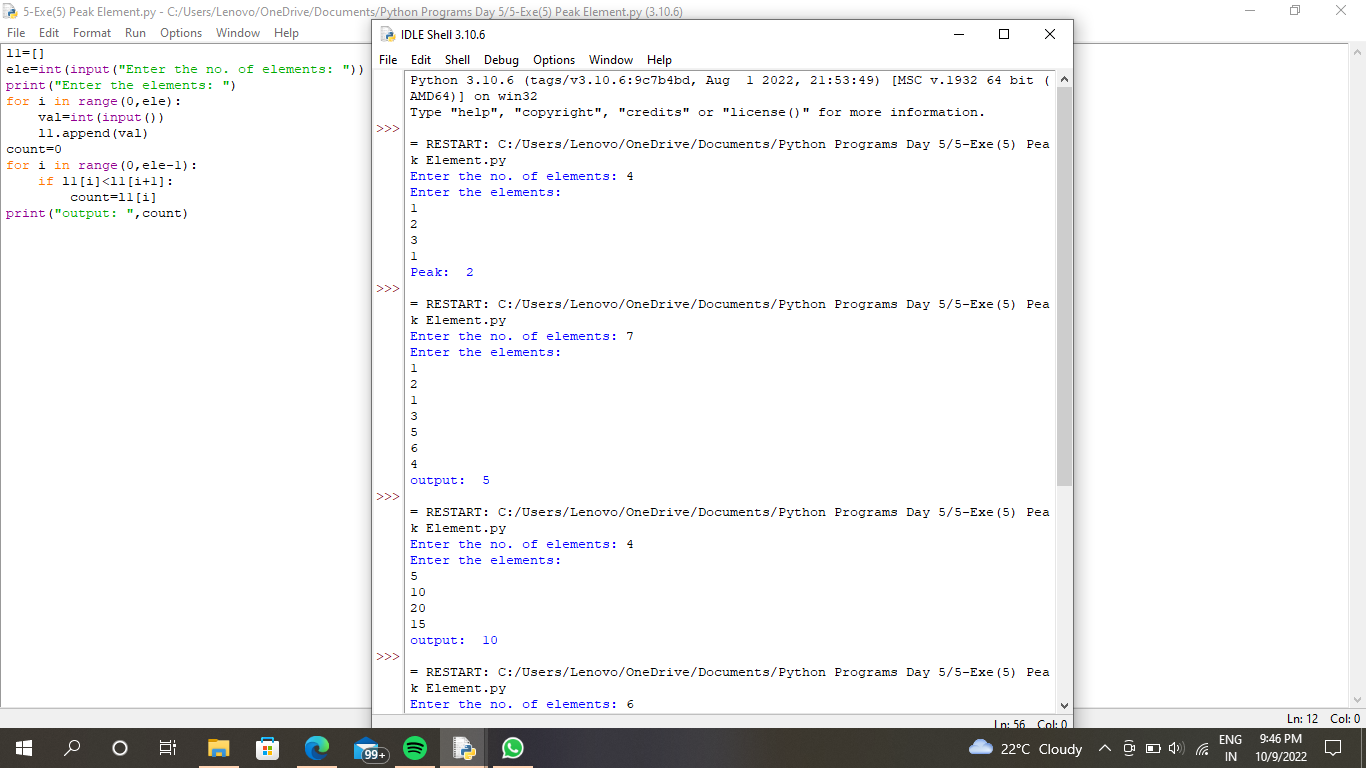 5-Exe(5) Peak Element.py - C:/Users/Lenovo/OneDrive/Documents/Python Programs Day 5/5-Exe(5) Peak Element.py (3.10.6)
File Edit Format Run Options Window Help
l1=[]
ele=int(input("Enter the no. of elements: "))
print("Enter the elements: ")
for i in range(0,ele):
    val=int(input())
    l1.append(val)
count=0
for i in range(0,ele-1):
    if l1[i]<l1[i+1]:
        count=l1[i]
print("output: ",count)
IDLE Shell 3.10.6
File Edit Shell Debug Options Window Help
Python 3.10.6 (tags/v3.10.6:9c7b4bd, Aug  1 2022, 21:53:49) [MSC v.1932 64 bit (
AMD64)] on win32
Type "help", "copyright", "credits" or "license()" for more information.
>>>
= RESTART: C:/Users/Lenovo/OneDrive/Documents/Python Programs Day 5/5-Exe(5) Pea
k Element.py
Enter the no. of elements: 4
Enter the elements:
1
2
3
1
Peak:  2
>>>
= RESTART: C:/Users/Lenovo/OneDrive/Documents/Python Programs Day 5/5-Exe(5) Pea
k Element.py
Enter the no. of elements: 7
Enter the elements:
1
2
1
3
5
6
4
output:  5
>>>
= RESTART: C:/Users/Lenovo/OneDrive/Documents/Python Programs Day 5/5-Exe(5) Pea
k Element.py
Enter the no. of elements: 4
Enter the elements:
5
10
20
15
output:  10
>>>
= RESTART: C:/Users/Lenovo/OneDrive/Documents/Python Programs Day 5/5-Exe(5) Pea
k Element.py
Enter the no. of elements: 6
Ln: 56 Col: 0
Ln: 12 Col: 0
99+
22°C Cloudy
ENG
IN
9:46 PM
10/9/2022